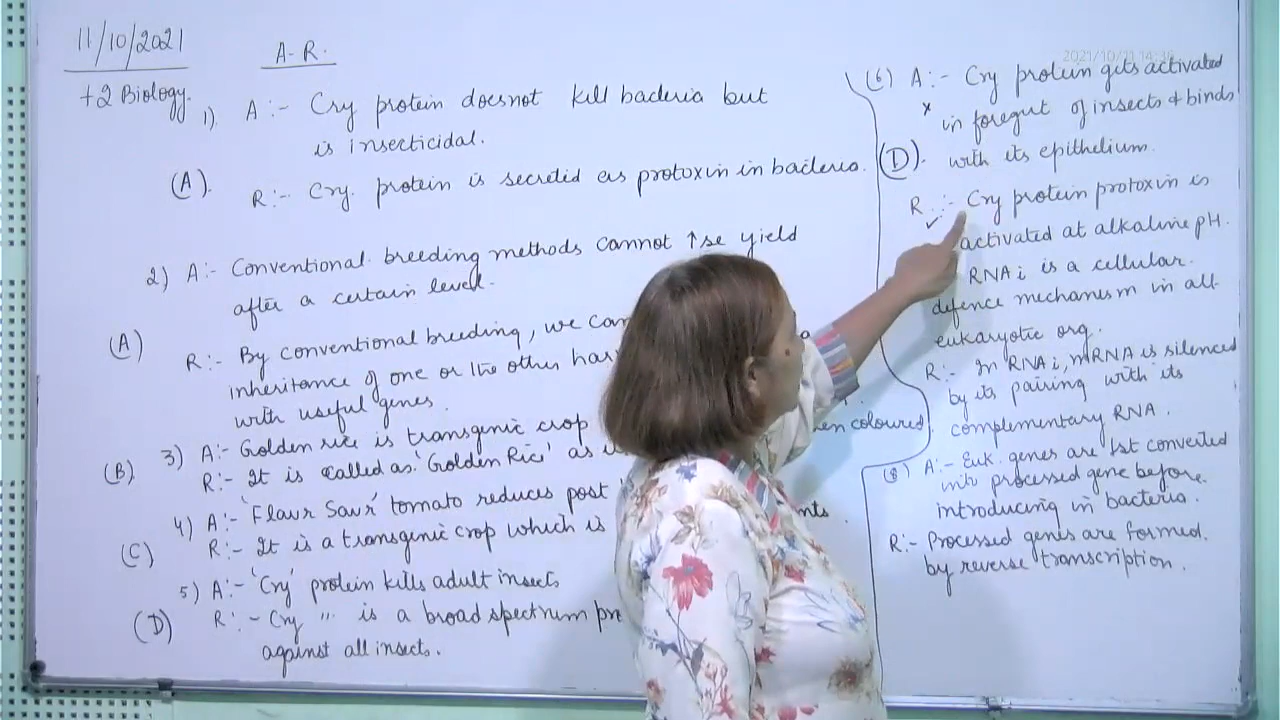 11/10/2021
+2 Biology.
A-R.
1). A:- Cry protein doesnot kill bacteria but
is insecticidal.
(A). R:- Cry. protein is secreted as protoxin in bacteria.
2) A:- Conventional breeding methods cannot ↑se yield
after a certain level.
(A) R:- By conventional breeding, we can
inheritance of one or the other har
with useful genes.
3) A:- Golden rice is transgenic crop
(B) R:- It is called as 'Golden Rice' as i
coloured.
4) A:- 'Flavr Savr' tomato reduces post
(C) R:- It is a transgenic crop which is
5) A:- 'Cry' protein kills adult insects
(D) R:- Cry ,,, is a broad spectrum pr
against all insects.
2021/10/11 14:36
(6) A:- Cry protein gets activated
x in foregut of insects & binds
(D). with its epithelium.
R:- Cry protein protoxin is
✓ activated at alkaline pH.
RNAi is a cellular.
defence mechanism in all.
eukaryotic org.
R:- In RNAi, mRNA is silenced
by its pairing with its
complementary RNA.
(8) A:- Euk. genes are 1st converted
into processed gene before.
introducing in bacteria.
R:- Processed genes are formed.
by reverse transcription.